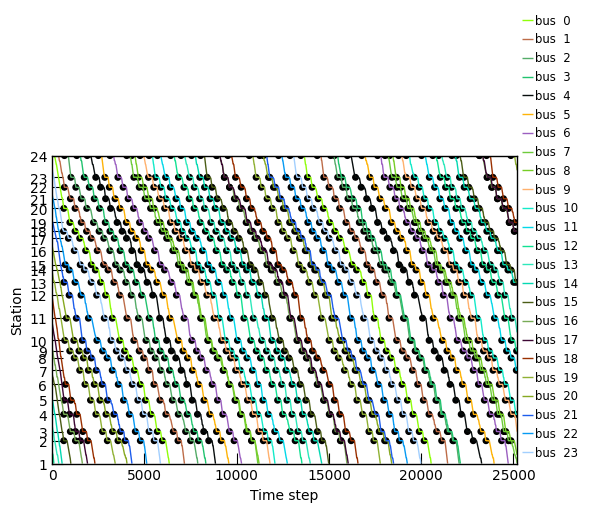 bus 0
bus 1
bus 2
bus 3
bus 4
bus 5
bus 6
bus 7
bus 8
bus 9
bus 10
bus 11
bus 12
bus 13
bus 15
bus 16
bus 17
bus 18
bus 19
bus 20
bus 21
bus 22
bus 23
24
23
22
21
20
19
18
17
16
15
14
13
12
11
10
9
8
7
6
5
4
3
2
1
Station
0 5000 10000 15000 20000 25000
Time step